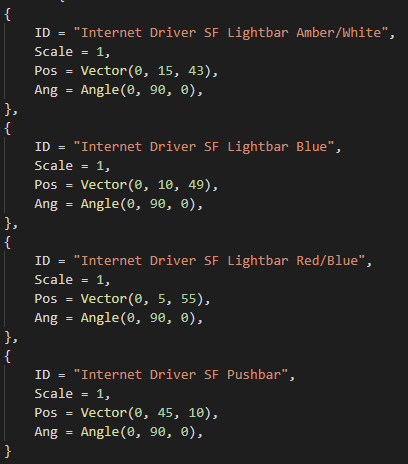 {
ID = "Internet Driver SF Lightbar Amber/White",
Scale = 1,
Pos = Vector(0, 15, 43),
Ang = Angle(0, 90, 0),
},
{
ID = "Internet Driver SF Lightbar Blue",
Scale = 1,
Pos = Vector(0, 10, 49),
Ang = Angle(0, 90, 0),
},
{
ID = "Internet Driver SF Lightbar Red/Blue",
Scale = 1,
Pos = Vector(0, 5, 55),
Ang = Angle(0, 90, 0),
},
{
ID = "Internet Driver SF Pushbar",
Scale = 1,
Pos = Vector(0, 45, 10),
Ang = Angle(0, 90, 0),
}